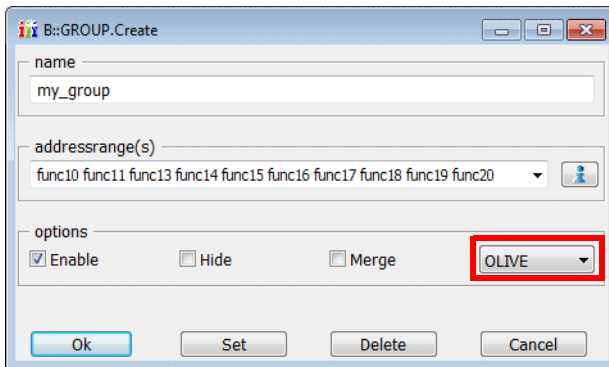 B::GROUP.Create
name
my_group
addressrange(s)
func10 func11 func13 func14 func15 func16 func17 func18 func19 func20
options
Enable Hide Merge OLIVE
Ok Set Delete Cancel